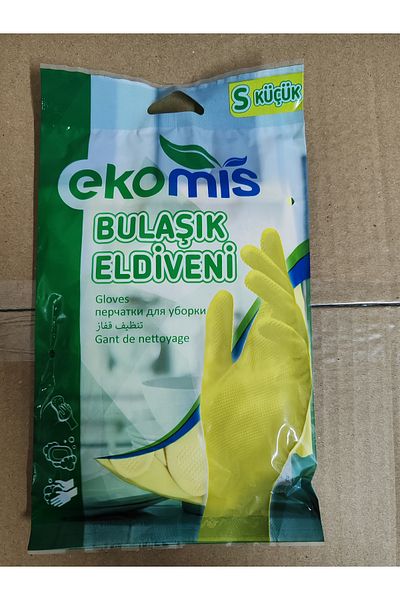 S KÜÇÜK
ekomis
BULAŞIK
ELDİVENİ
Gloves
перчатки для уборки
تنظيف قفاز
Gant de nettoyage